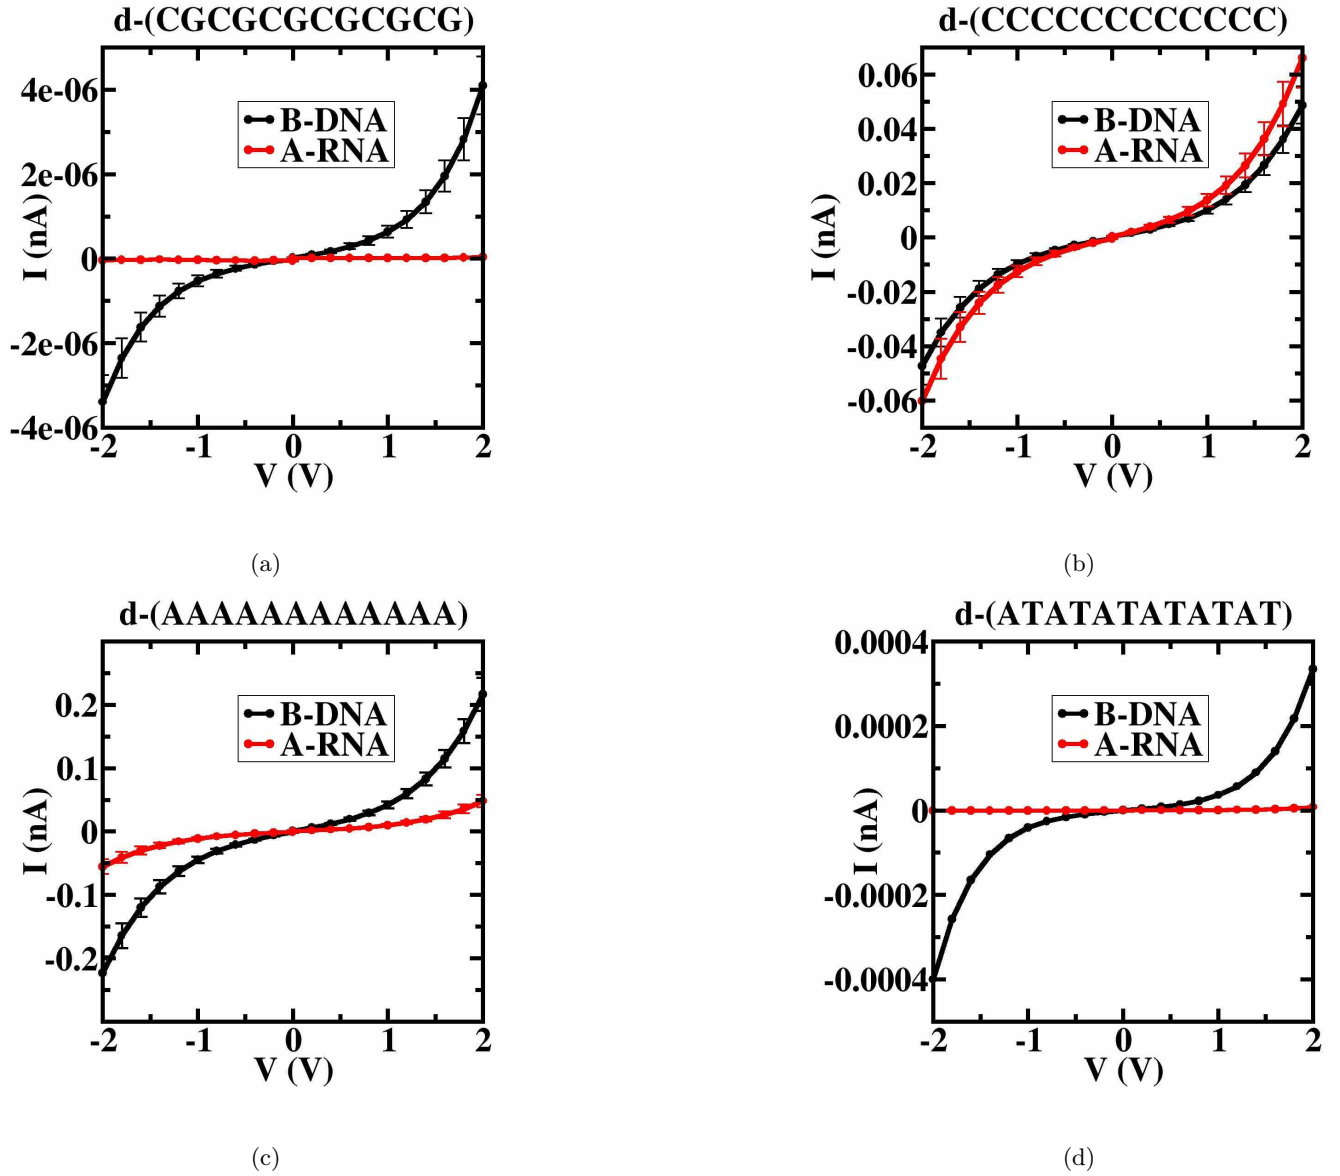 d-(CGCGCGCGCGCG)
4e-06
2e-06
0
-2e-06
-4e-06
I (nA)
B-DNA
A-RNA
-2 -1 0 1 2
V (V)
(a)
d-(CCCCCCCCCCCC)
0.06
0.04
0.02
0
-0.02
-0.04
-0.06
I (nA)
B-DNA
A-RNA
-2 -1 0 1 2
V (V)
(b)
d-(AAAAAAAAAAAA)
0.2
0.1
0
-0.1
-0.2
I (nA)
B-DNA
A-RNA
-2 -1 0 1 2
V (V)
(c)
d-(ATATATATATAT)
0.0004
0.0002
0
-0.0002
-0.0004
I (nA)
B-DNA
A-RNA
-2 -1 0 1 2
V (V)
(d)